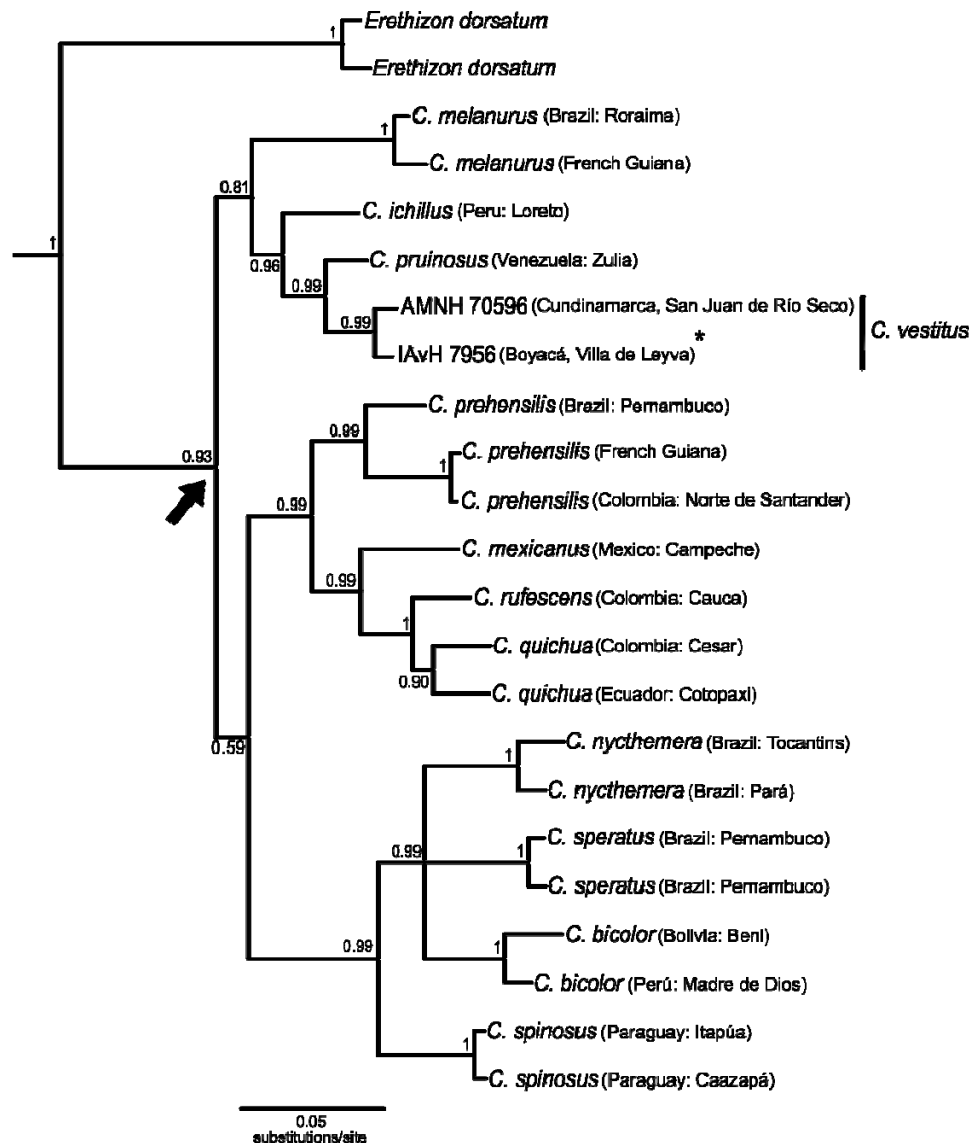 Erethizon dorsatum
1
Erethizon dorsatum
C. melanurus (Brazil: Roraima)
1
C. melanurus (French Guiana)
0.81
C. ichillus (Peru: Loreto)
1
0.96
C. pruinosus (Venezuela: Zulia)
0.99
AMNH 70596 (Cundinamarca, San Juan de Río Seco)
0.99
C. vestitus
IAvH 7956 (Boyacá, Villa de Leyva)*
C. prehensilis (Brazil: Pernambuco)
0.99
C. prehensilis (French Guiana)
0.93
1
C. prehensilis (Colombia: Norte de Santander)
0.99
C. mexicanus (Mexico: Campeche)
0.99
C. rufescens (Colombia: Cauca)
1
C. quichua (Colombia: Cesar)
0.90
C. quichua (Ecuador: Cotopaxi)
0.59
C. nycthemera (Brazil: Tocantins)
1
C. nycthemera (Brazil: Pará)
C. speratus (Brazil: Pernambuco)
0.99
1
C. speratus (Brazil: Pernambuco)
C. bicolor (Bolivia: Beni)
0.99
1
C. bicolor (Perú: Madre de Dios)
C. spinosus (Paraguay: Itapúa)
1
C. spinosus (Paraguay: Caazapá)
0.05
substitutions/site